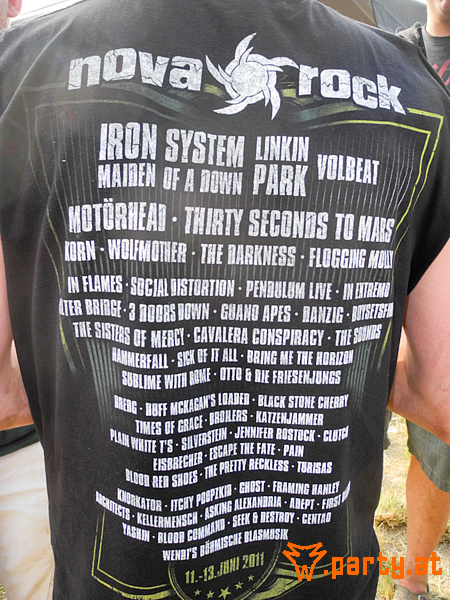 nova rock
IRON MAIDEN SYSTEM OF A DOWN LINKIN PARK VOLBEAT
MOTÖRHEAD · THIRTY SECONDS TO MARS
KORN · WOLFMOTHER · THE DARKNESS · FLOGGING MOLLY
IN FLAMES · SOCIAL DISTORTION · PENDULUM LIVE · IN EXTREMO
ALTER BRIDGE · 3 DOORS DOWN · GUANO APES · DANZIG · BOYSETSFIRE
THE SISTERS OF MERCY · CAVALERA CONSPIRACY · THE SOUNDS
HAMMERFALL · SICK OF IT ALL · BRING ME THE HORIZON
SUBLIME WITH ROME · OTTO & DIE FRIESENJUNGS
DREDG · DUFF MCKAGAN'S LOADED · BLACK STONE CHERRY
TIMES OF GRACE · BROILERS · KATZENJAMMER
PLAIN WHITE T'S · SILVERSTEIN · JENNIFER ROSTOCK · CLUTCH
EISBRECHER · ESCAPE THE FATE · PAIN
BLOOD RED SHOES · THE PRETTY RECKLESS · TURISAS
KNORKATOR · ITCHY POOPZKID · GHOST · FRAMING HANLEY
ARCHITECTS · KELLERMENSCH · ASKING ALEXANDRIA · ADEPT · FIRST
YASHIN · BLOOD COMMAND · SEEK & DESTROY · CENTAO
WENDI'S BÖHMISCHE BLASMUSIK
11.-13. JUNI 2011
party.at